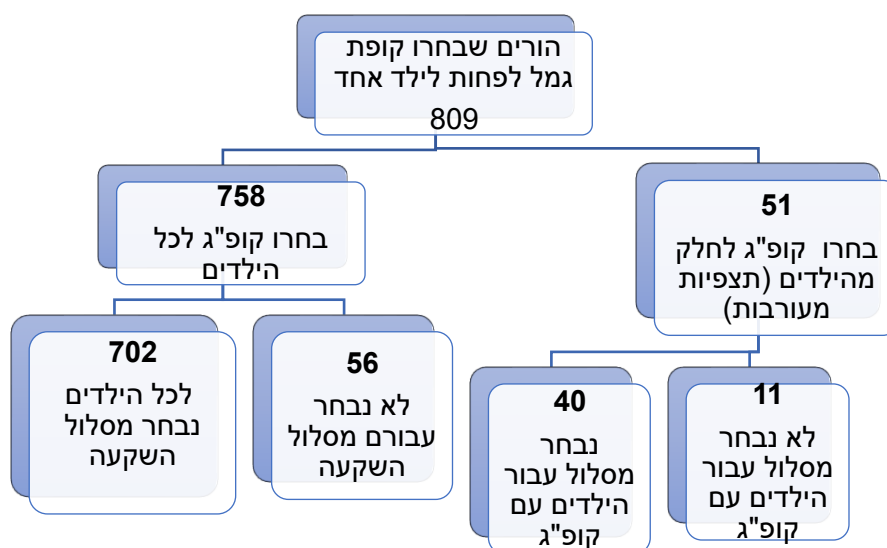 הורים שבחרו קופת
גמל לפחות לילד אחד
809
51
בחרו קופ"ג לחלק
מהילדים (תצפיות
מעורבות)
758
בחרו קופ"ג לכל
הילדים
11
לא נבחר
מסלול עבור
הילדים עם
קופ"ג
40
נבחר
מסלול עבור
הילדים עם
קופ"ג
56
לא נבחר
עבורם מסלול
השקעה
702
לכל הילדים
נבחר מסלול
השקעה